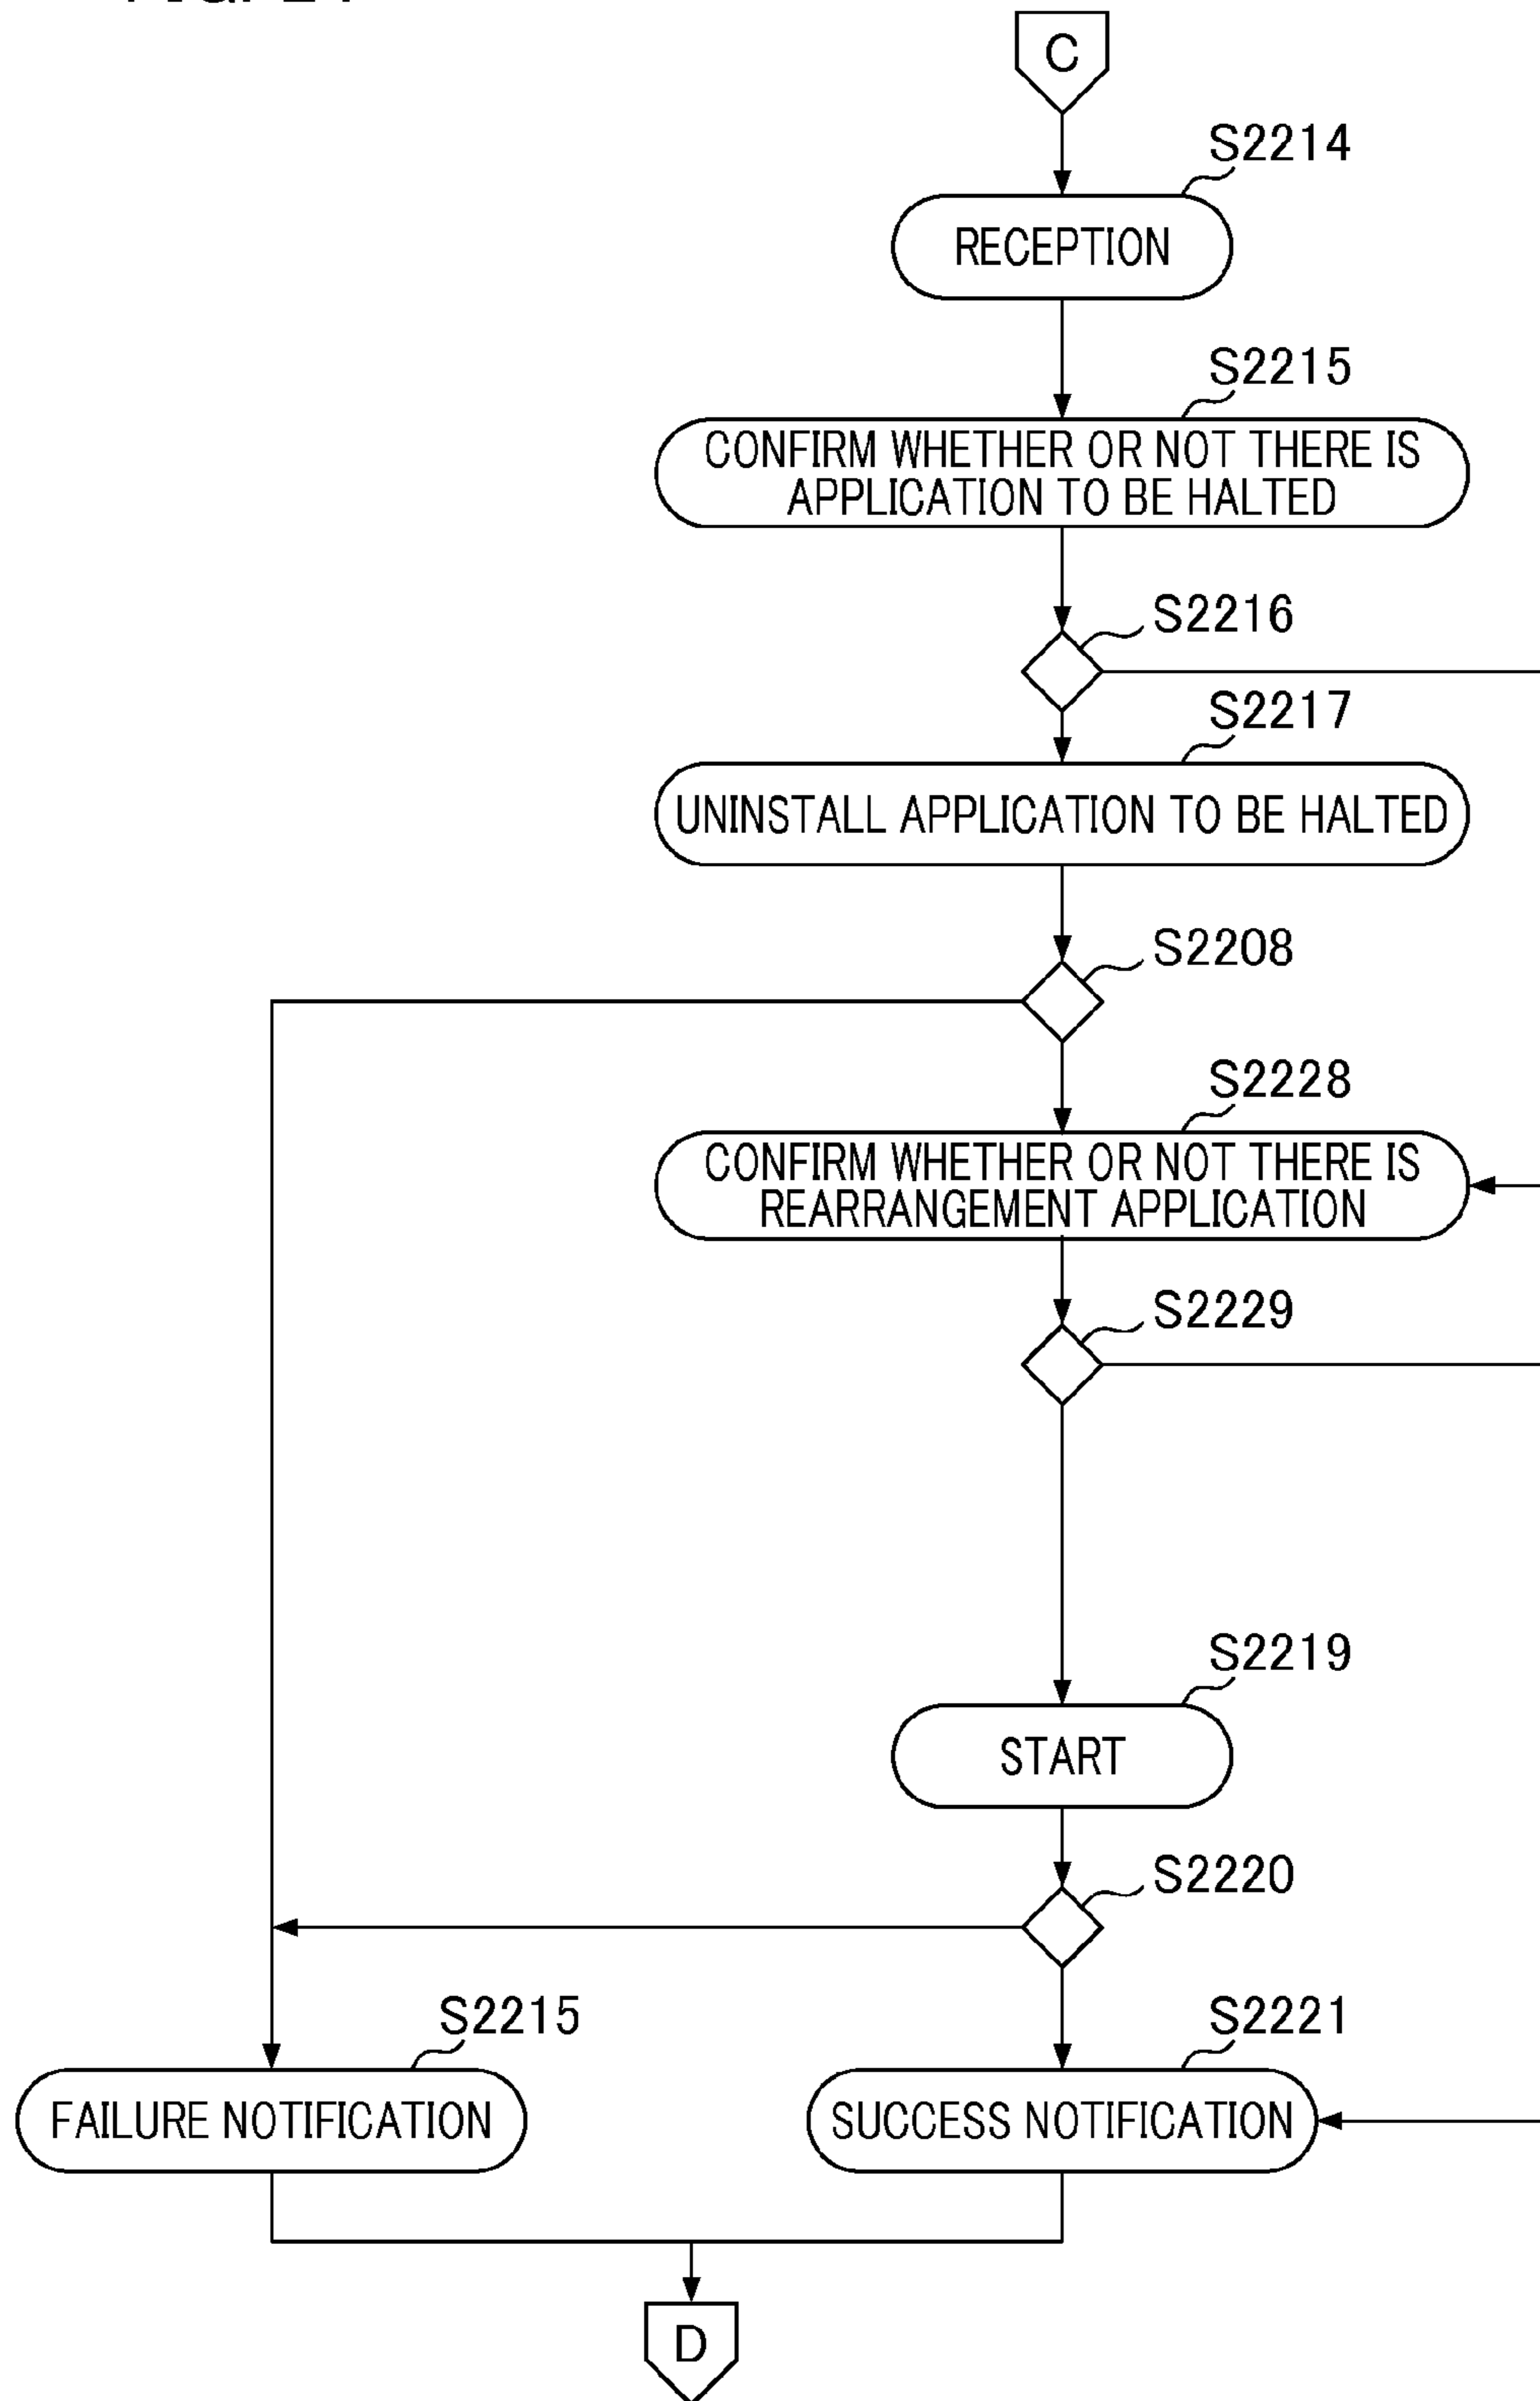 C
S2214
RECEPTION
S2215
CONFIRM WHETHER OR NOT THERE IS
APPLICATION TO BE HALTED
S2216
S2217
UNINSTALL APPLICATION TO BE HALTED
S2208
S2228
CONFIRM WHETHER OR NOT THERE IS
REARRANGEMENT APPLICATION
S2229
S2219
START
S2220
S2215
FAILURE NOTIFICATION
S2221
SUCCESS NOTIFICATION
D